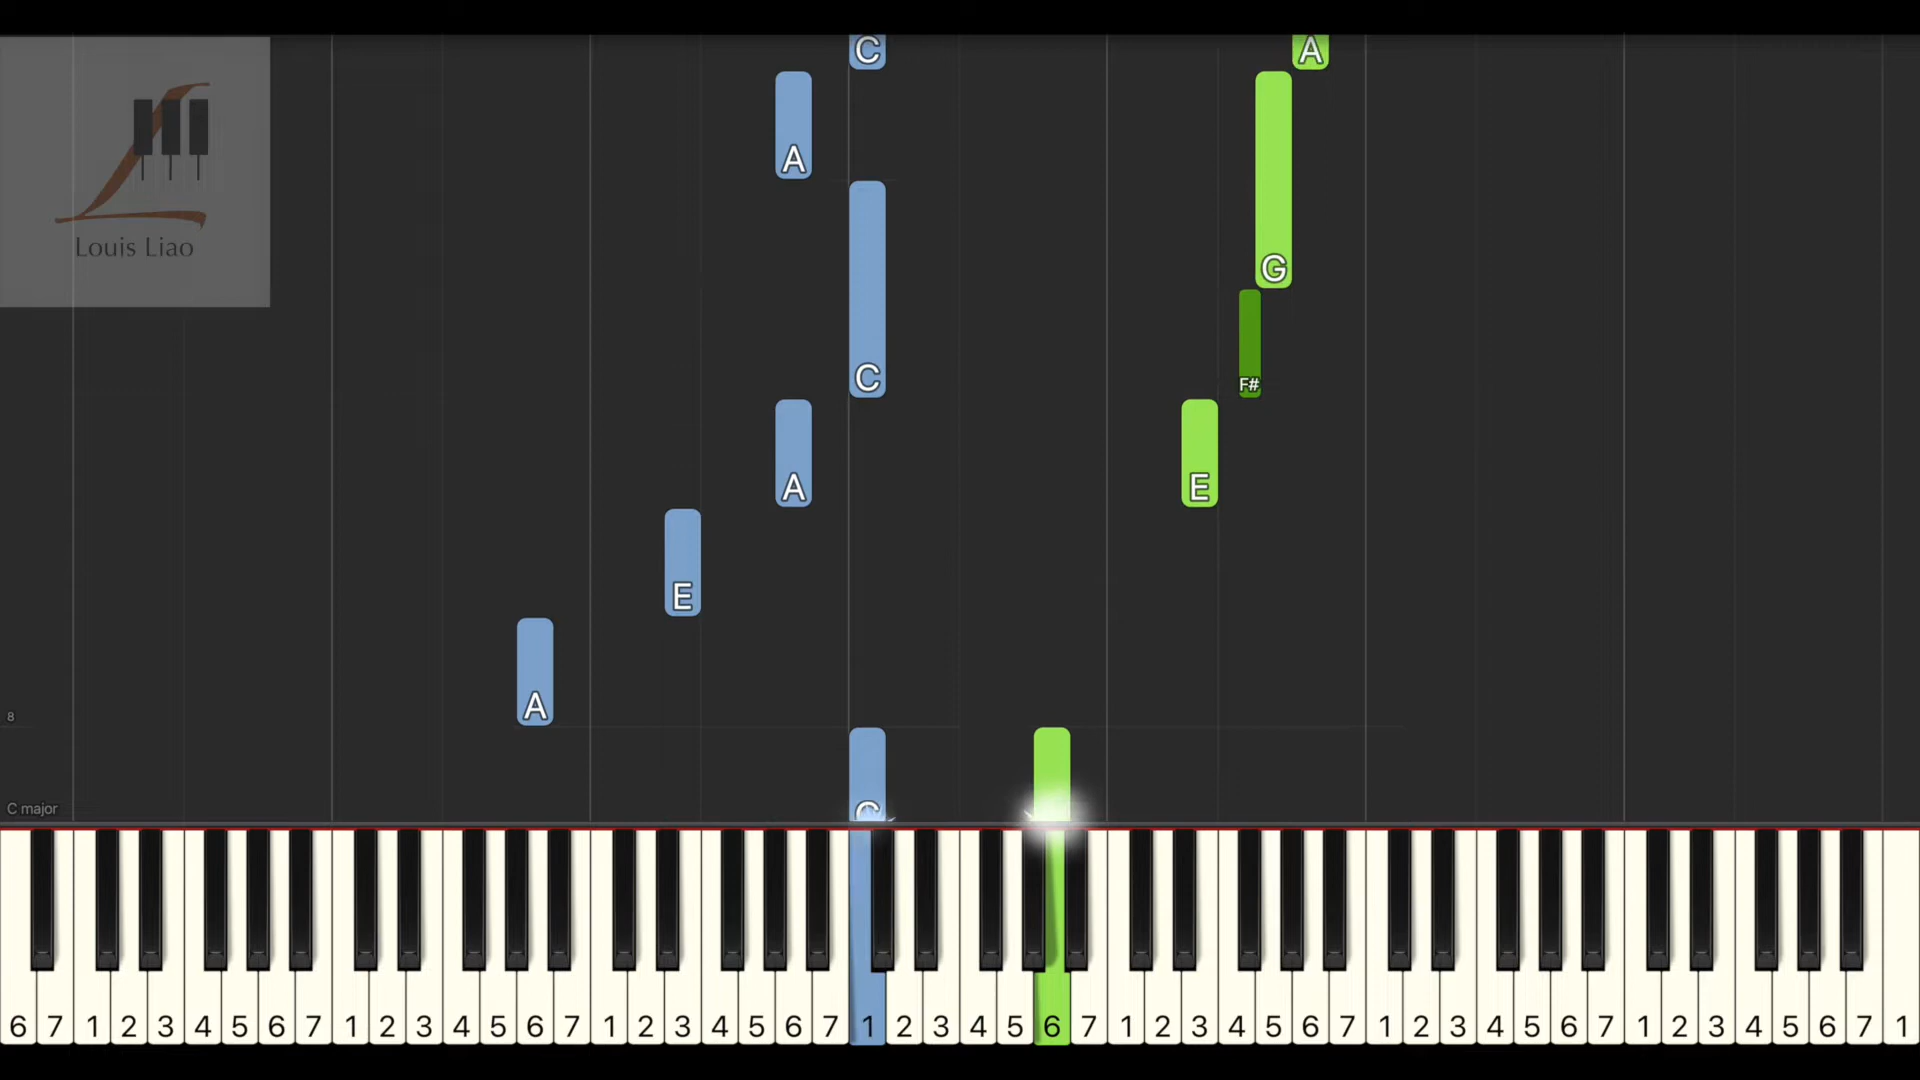 C A
A
Louis Liao
G
C
F#
A E
E
A
8
C
C major
6 7 1 2 3 4 5 6 7 1 2 3 4 5 6 7 1 2 3 4 5 6 7 1 2 3 4 5 6 7 1 2 3 4 5 6 7 1 2 3 4 5 6 7 1 2 3 4 5 6 7 1